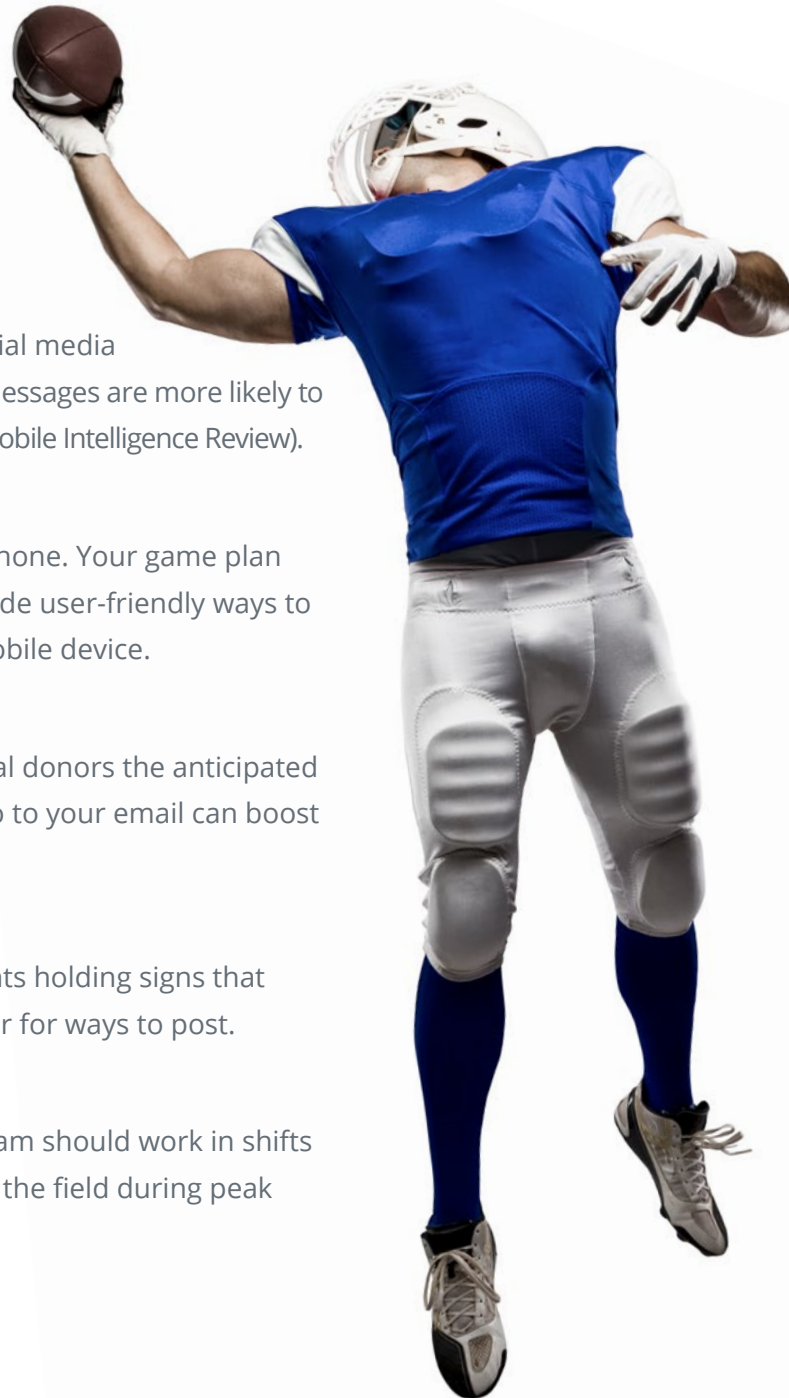 ial media
essages are more likely to
obile Intelligence Review).
hone. Your game plan
de user-friendly ways to
obile device.
al donors the anticipated
o to your email can boost
nts holding signs that
r for ways to post.
am should work in shifts
the field during peak